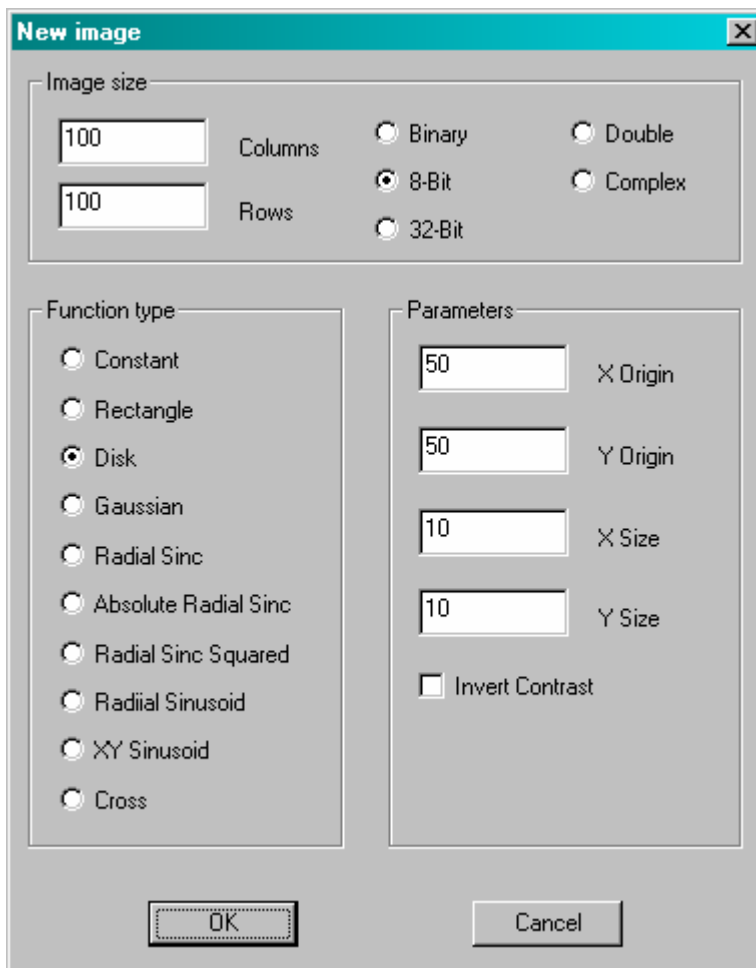 New image
Image size
100 Columns
100 Rows
Binary
8-Bit
32-Bit
Double
Complex
Function type
Constant
Rectangle
Disk
Gaussian
Radial Sinc
Absolute Radial Sinc
Radial Sinc Squared
Radiial Sinusoid
XY Sinusoid
Cross
Parameters
50 X Origin
50 Y Origin
10 X Size
10 Y Size
Invert Contrast
OK
Cancel